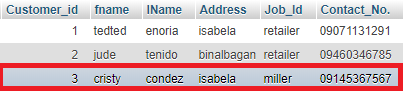 Customer_id fname lName Address Job_Id Contact_No.
1 tedted enoria isabela retailer 09071131291
2 jude tenido binalbagan retailer 09460346785
3 cristy condez isabela miller 09145367567